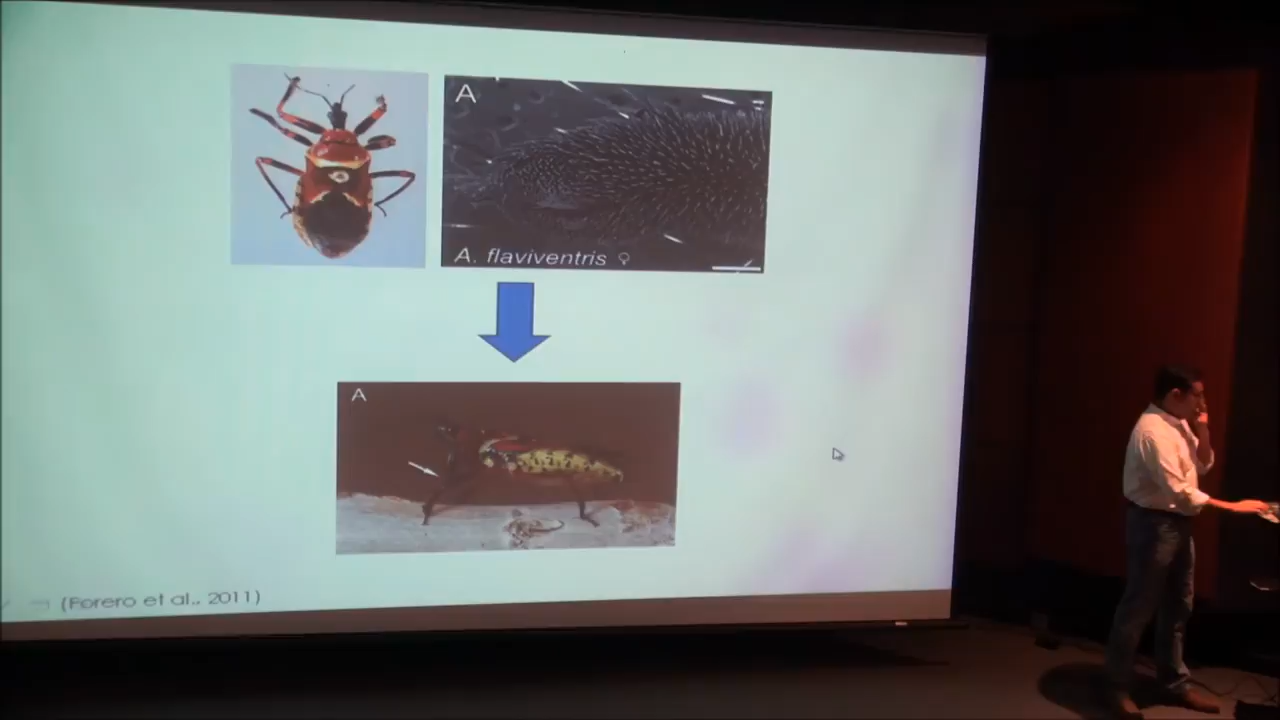 A
A. flaviventris ♀
A
(Forero et al., 2011)